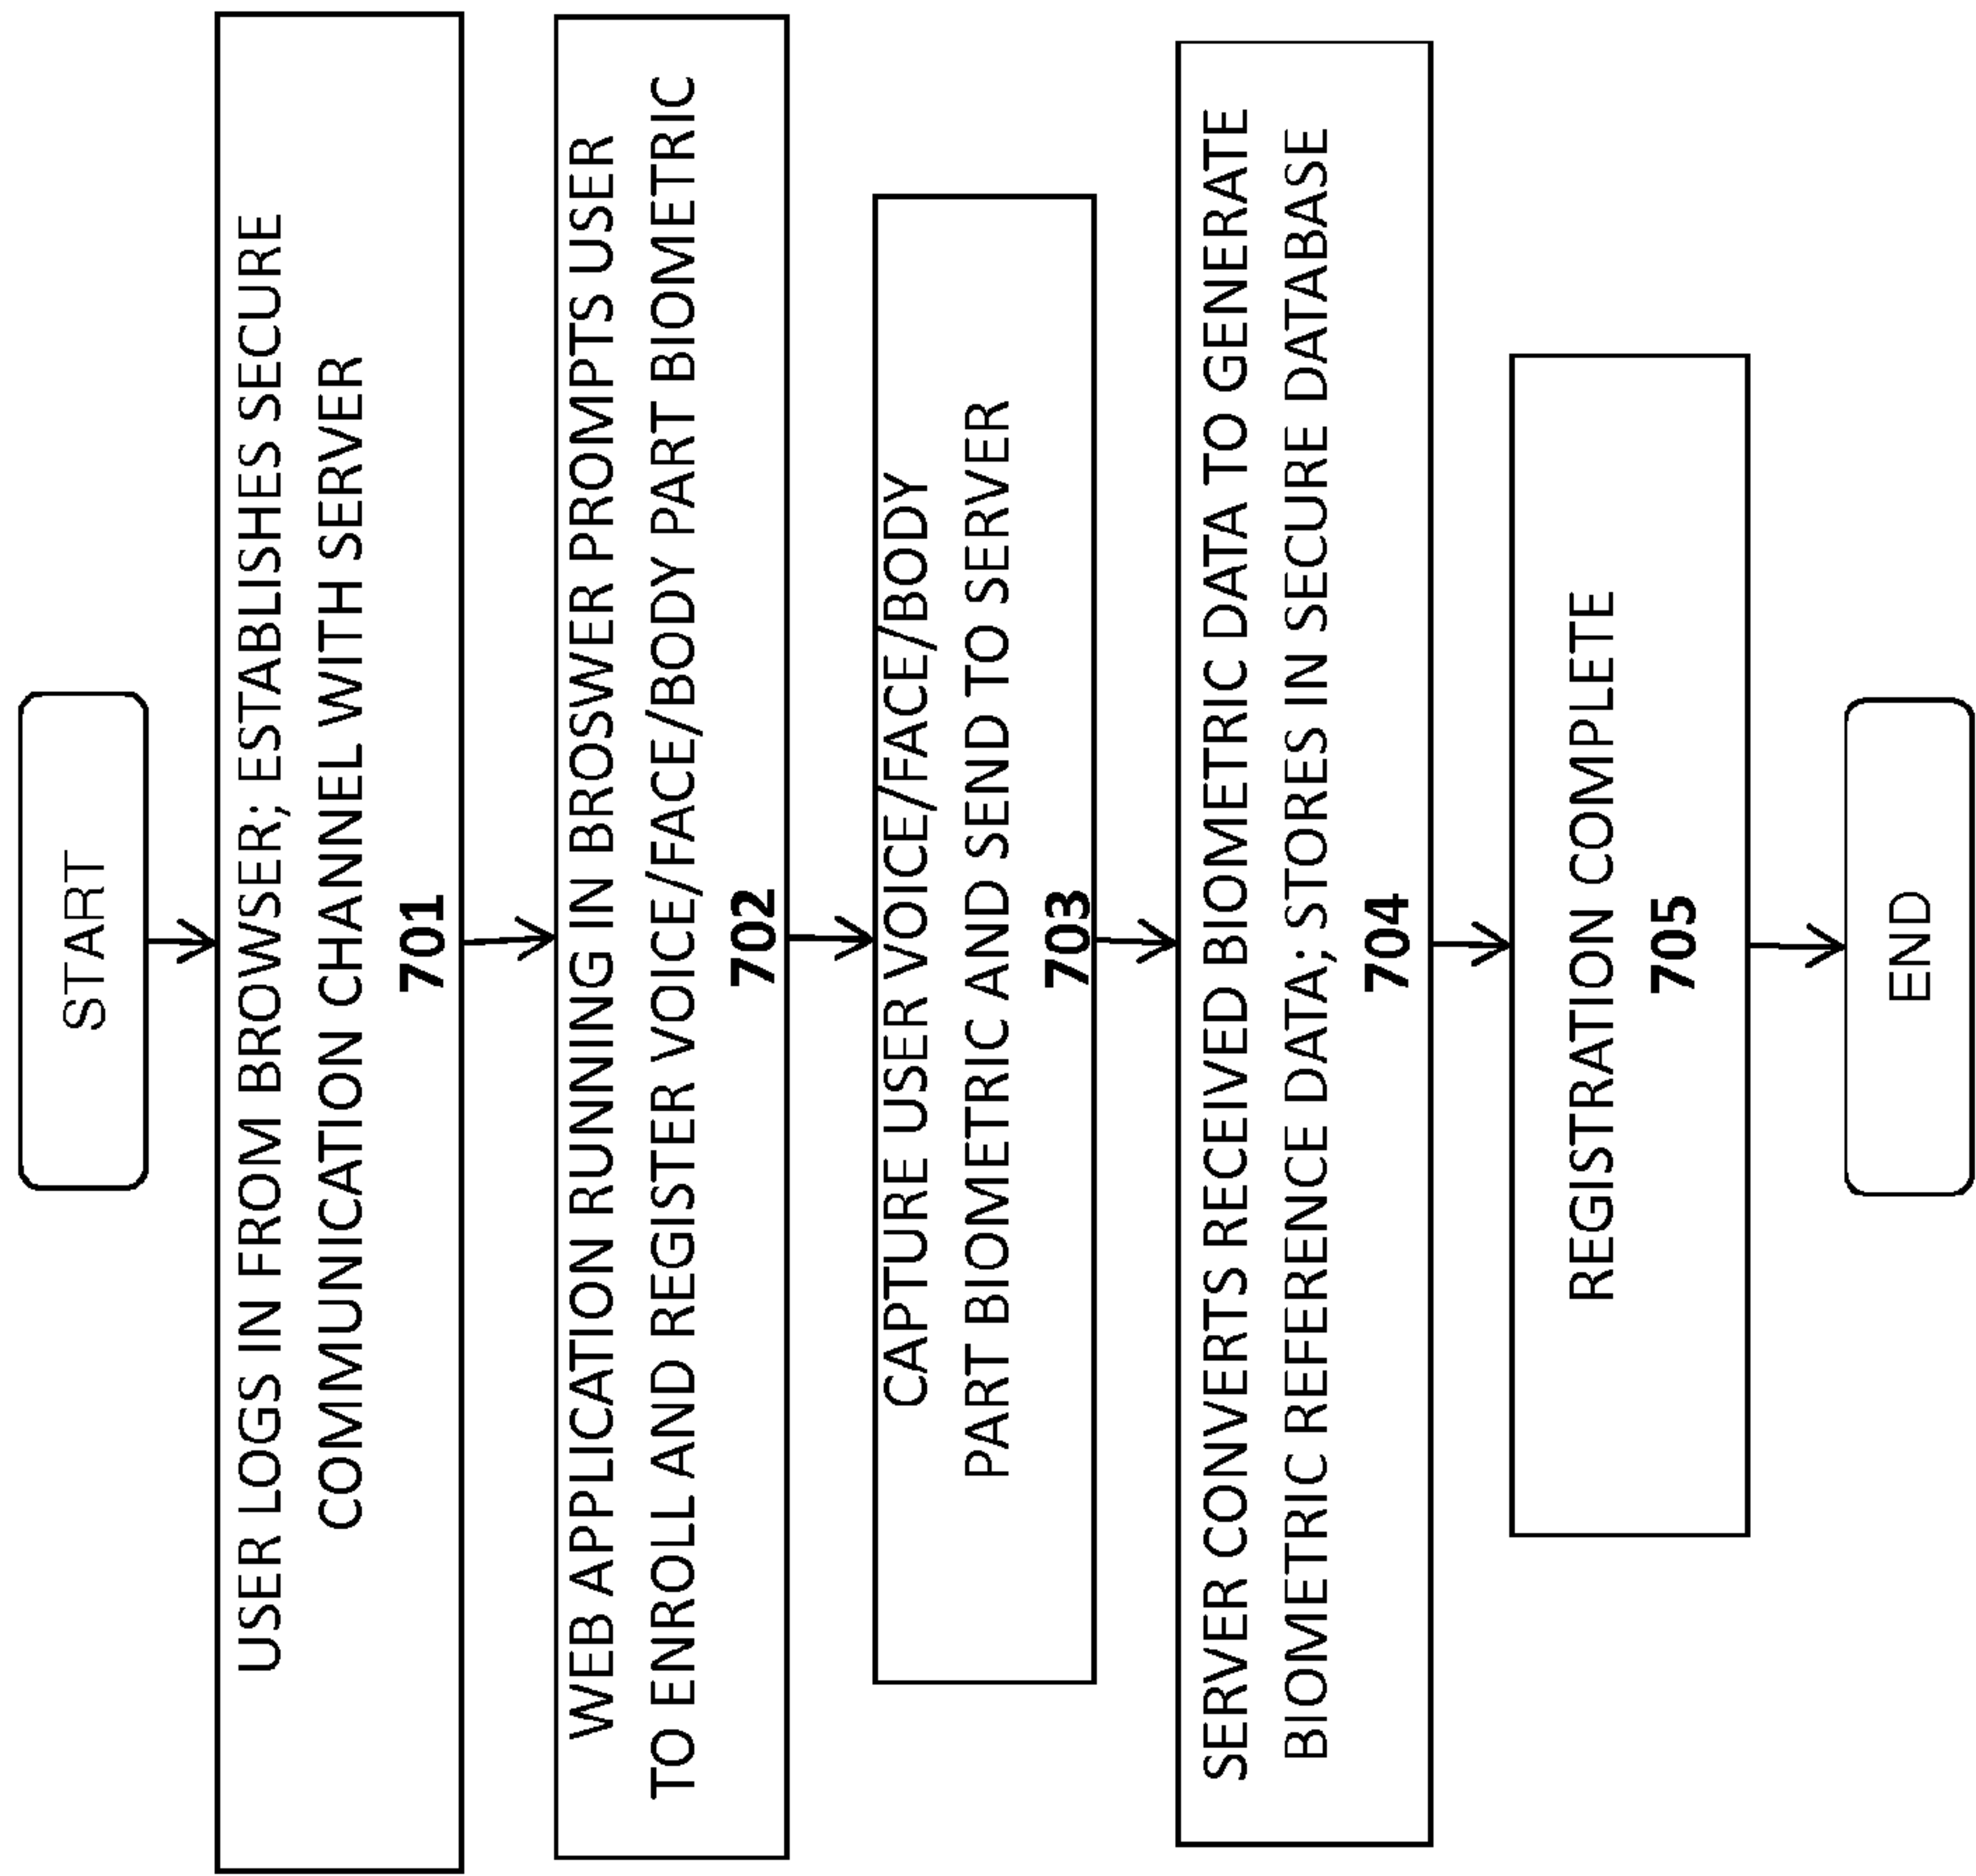 START
USER LOGS IN FROM BROWSER; ESTABLISHES SECURE
COMMUNICATION CHANNEL WITH SERVER
701
WEB APPLICATION RUNNING IN BROSWER PROMPTS USER
TO ENROLL AND REGISTER VOICE/FACE/BODY PART BIOMETRIC
702
CAPTURE USER VOICE/FACE/BODY
PART BIOMETRIC AND SEND TO SERVER
703
SERVER CONVERTS RECEIVED BIOMETRIC DATA TO GENERATE
BIOMETRIC REFERENCE DATA; STORES IN SECURE DATABASE
704
REGISTRATION COMPLETE
705
END